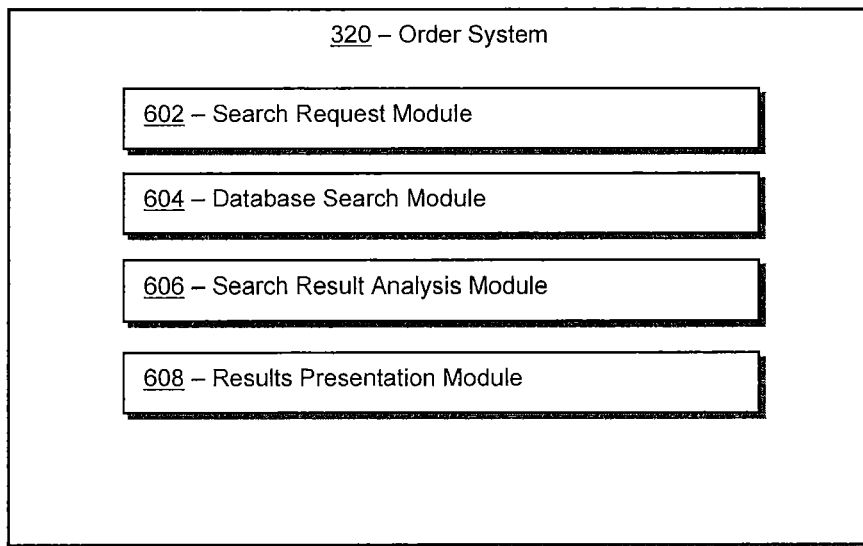 320 – Order System
602 – Search Request Module
604 – Database Search Module
606 – Search Result Analysis Module
608 – Results Presentation Module